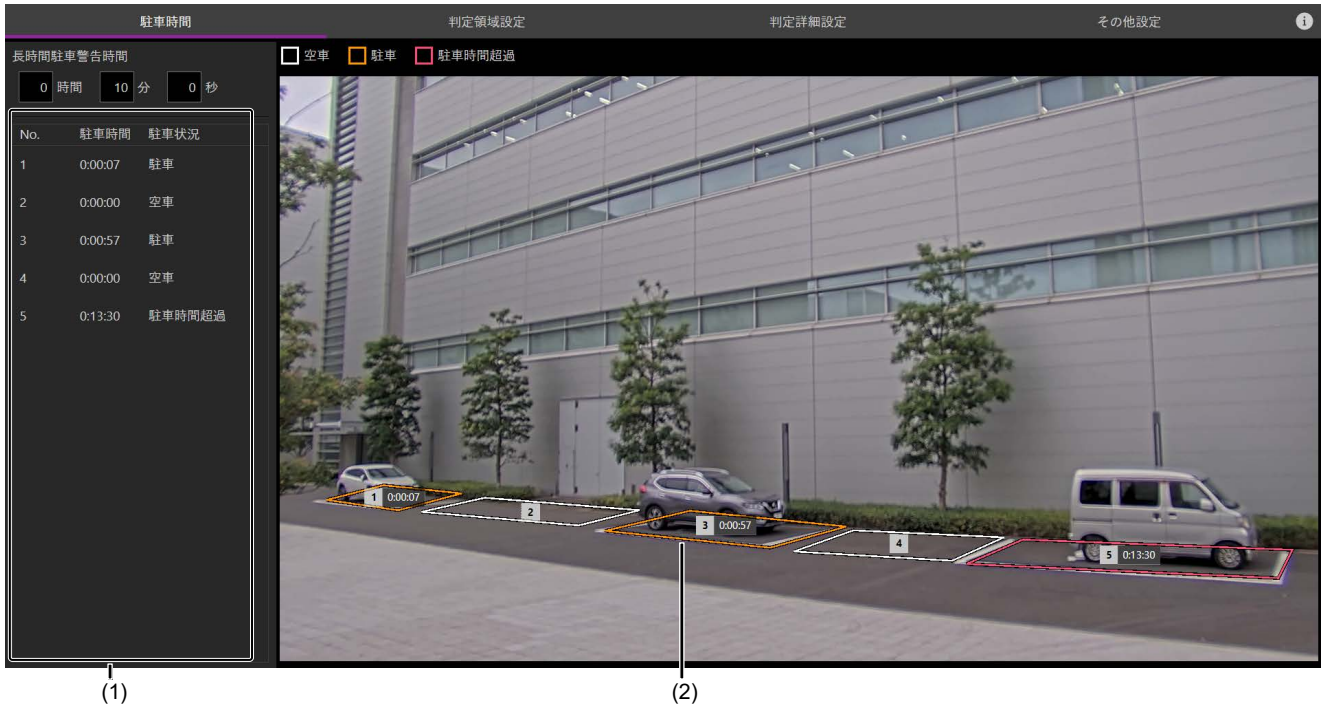 駐車時間 判定領域設定 判定詳細設定 その他設定 i
長時間駐車警告時間
0 時間 10 分 0 秒
空車 駐車 駐車時間超過
No. 駐車時間 駐車状況
1 0:00:07 駐車
2 0:00:00 空車
3 0:00:57 駐車
4 0:00:00 空車
5 0:13:30 駐車時間超過
1 0:00:07
2
3 0:00:57
4
5 0:13:30
(1) (2)